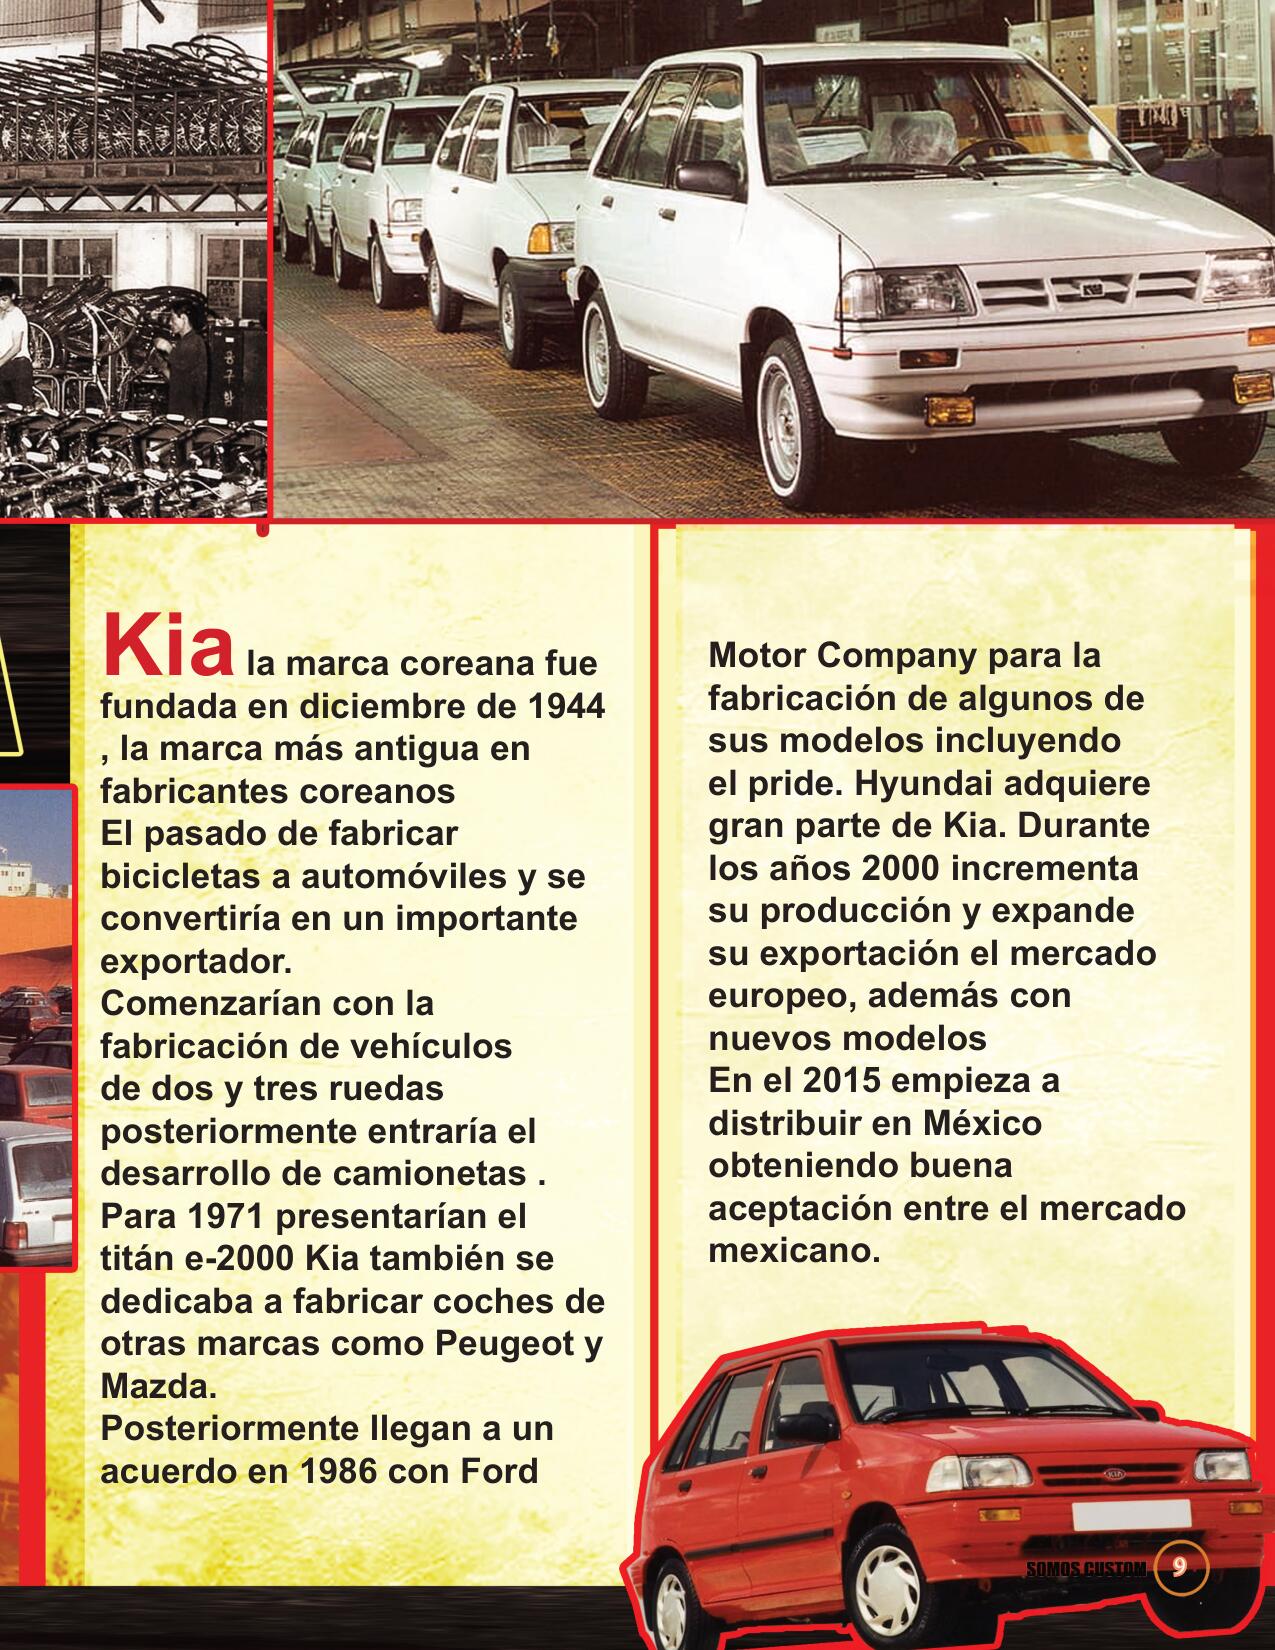 Kia la marca coreana fue
fundada en diciembre de 1944
, la marca más antigua en
fabricantes coreanos
El pasado de fabricar
bicicletas a automóviles y se
convertiría en un importante
exportador.
Comenzarían con la
fabricación de vehículos
de dos y tres ruedas
posteriormente entraría el
desarrollo de camionetas .
Para 1971 presentarían el
titán e-2000 Kia también se
dedicaba a fabricar coches de
otras marcas como Peugeot y
Mazda.
Posteriormente llegan a un
acuerdo en 1986 con Ford
Motor Company para la
fabricación de algunos de
sus modelos incluyendo
el pride. Hyundai adquiere
gran parte de Kia. Durante
los años 2000 incrementa
su producción y expande
su exportación el mercado
europeo, además con
nuevos modelos
En el 2015 empieza a
distribuir en México
obteniendo buena
aceptación entre el mercado
mexicano.
KIA
SOMOS CUSTOM 9